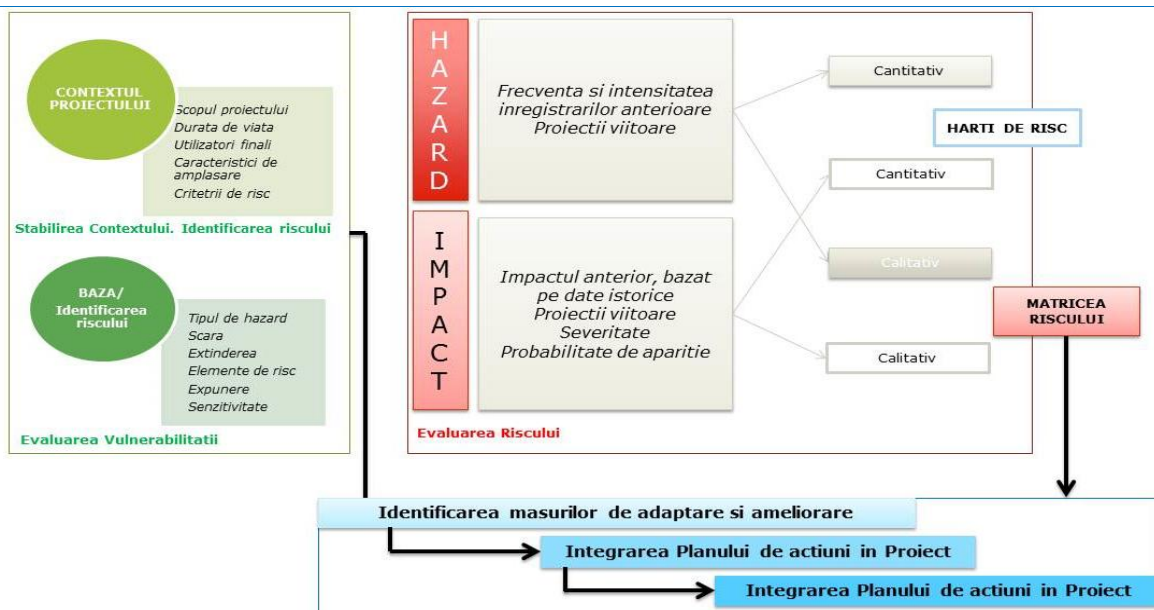 CONTEXTUL
PROIECTULUI
Scopul proiectului
Durata de viata
Utilizatori finali
Caracteristici de
amplasare
Critetrii de risc
Stabilirea Contextului. Identificarea riscului
BAZA/
Identificarea
riscului
Tipul de hazard
Scara
Extinderea
Elemente de risc
Expunere
Senzitivitate
Evaluarea Vulnerabilitatii
H
A
Z
A
R
D
Frecventa si intensitatea
inregistrarilor anterioare
Proiectii viitoare
I
M
P
A
C
T
Impactul anterior, bazat
pe date istorice
Proiectii viitoare
Severitate
Probabilitate de aparitie
Evaluarea Riscului
Cantitativ
Cantitativ
Calitativ
Calitativ
HARTI DE RISC
MATRICEA
RISCULUI
Identificarea masurilor de adaptare si ameliorare
Integrarea Planului de actiuni in Proiect
Integrarea Planului de actiuni in Proiect